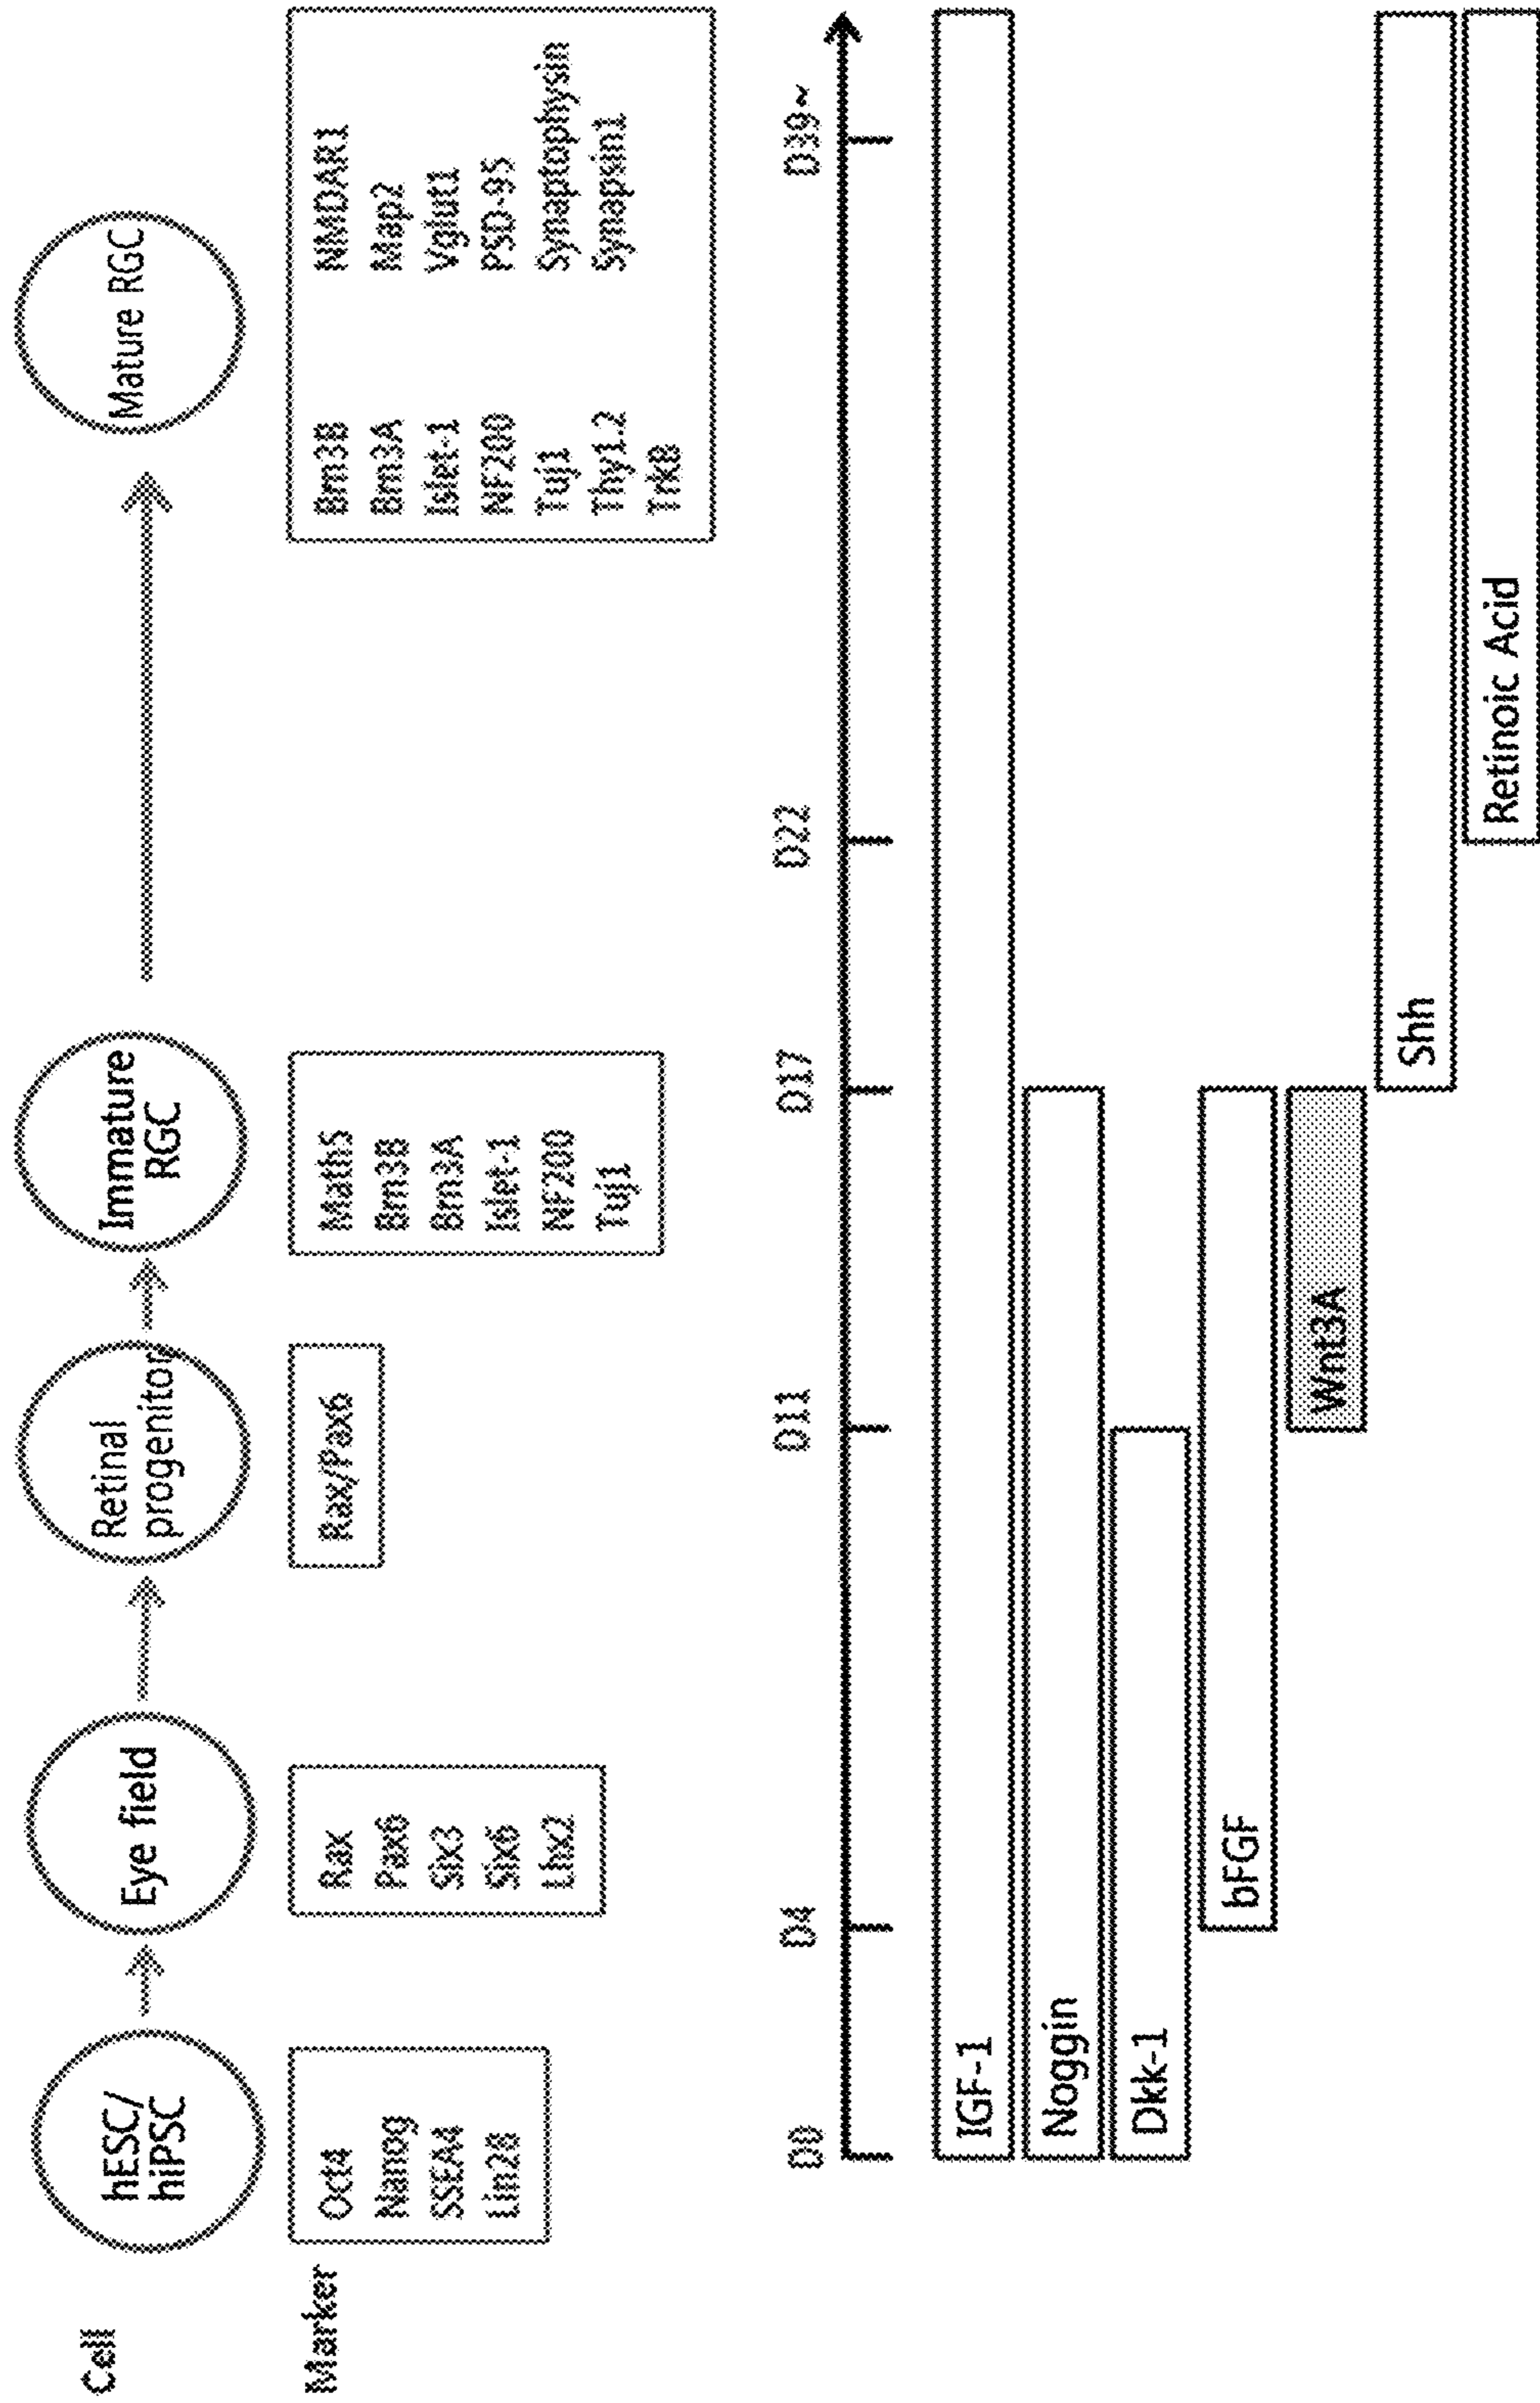 Cell
hESC/
hiPSC
Eye field
Retinal
progenitor
Immature
RGC
Mature RGC
Marker
Oct4
Nanog
SSEA4
Lin28
Rax
Pax6
Six3
Six6
Lhx2
Rax/Pax6
Math5
Brn3B
Brn3A
Islet-1
NF200
Tuj1
Brn3B
Brn3A
Islet-1
NF200
Tuj1
Thy1.2
TrkB
NMDAR1
Map2
Vglut1
PSD-95
Synaptophysin
Synapsin1
D0
D4
D11
D17
D22
D39~
IGF-1
Noggin
Dkk-1
bFGF
Wnt3A
Shh
Retinoic Acid